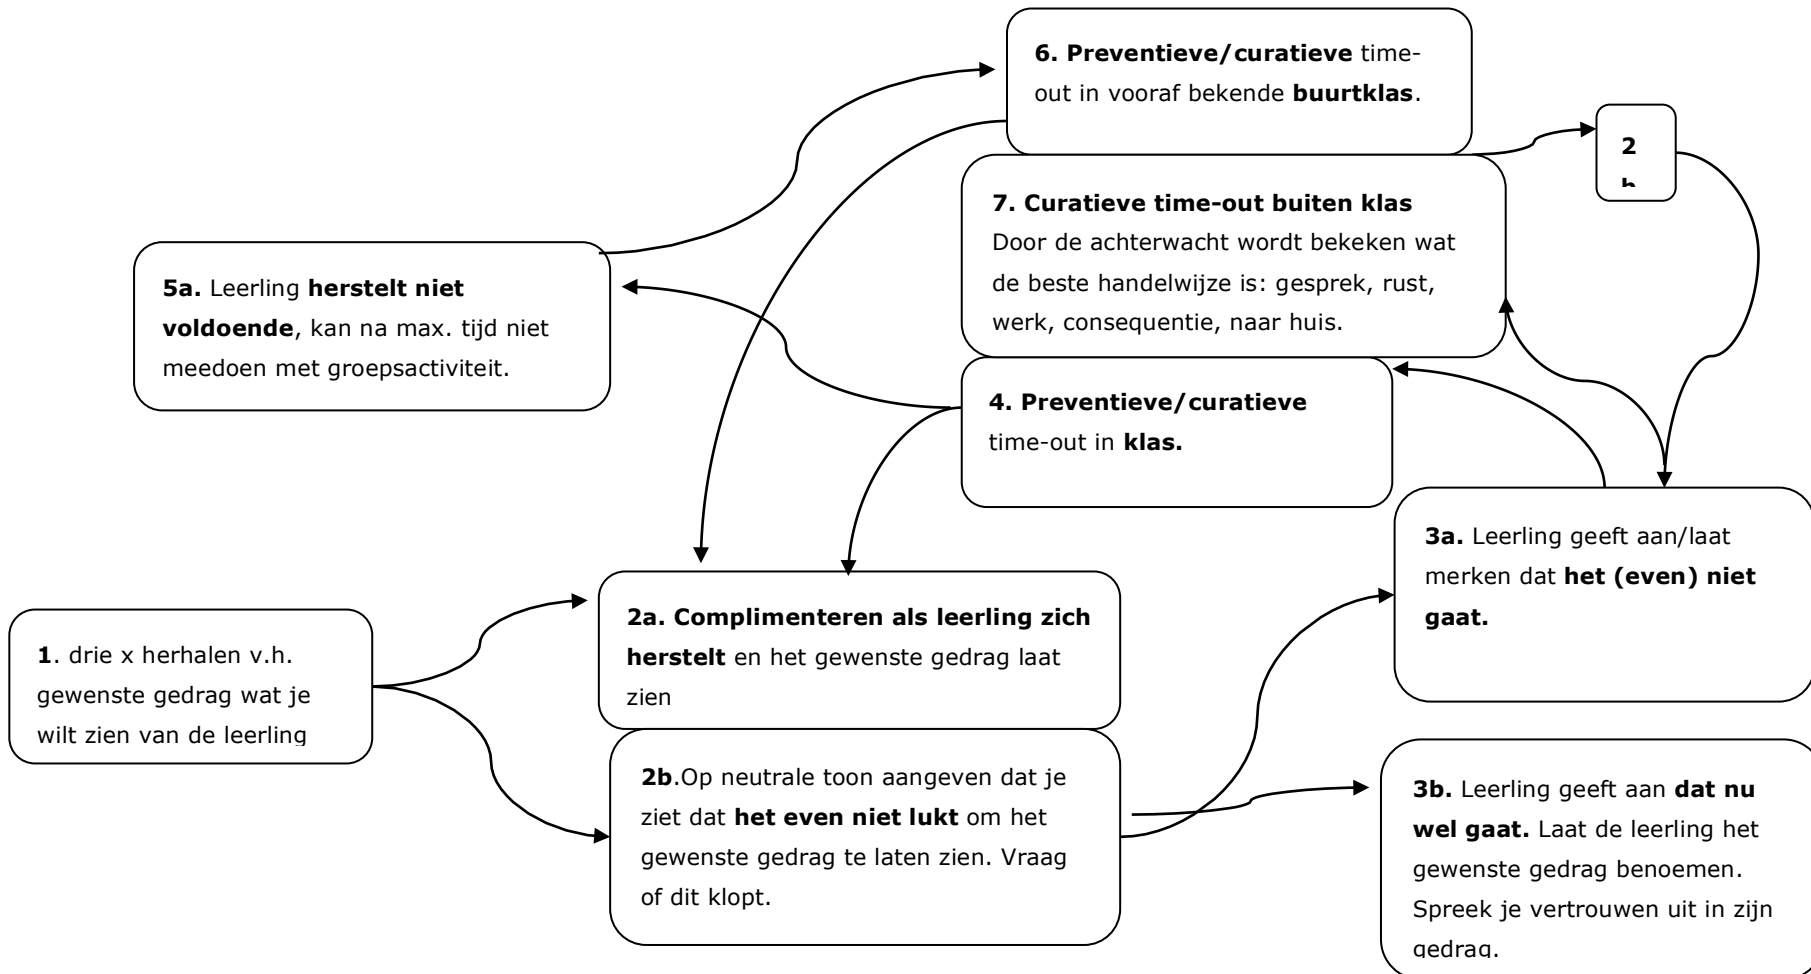 6. Preventieve/curatieve time-
out in vooraf bekende buurtklas.
2
7. Curatieve time-out buiten klas
Door de achterwacht wordt bekeken wat
de beste handelwijze is: gesprek, rust,
werk, consequentie, naar huis.
5a. Leerling herstelt niet
voldoende, kan na max. tijd niet
meedoen met groepsactiviteit.
4. Preventieve/curatieve
time-out in klas.
3a. Leerling geeft aan/laat
merken dat het (even) niet
gaat.
1. drie x herhalen v.h.
gewenste gedrag wat je
wilt zien van de leerling
2a. Complimenteren als leerling zich
herstelt en het gewenste gedrag laat
zien
2b.Op neutrale toon aangeven dat je
ziet dat het even niet lukt om het
gewenste gedrag te laten zien. Vraag
of dit klopt.
3b. Leerling geeft aan dat nu
wel gaat. Laat de leerling het
gewenste gedrag benoemen.
Spreek je vertrouwen uit in zijn
gedrag.